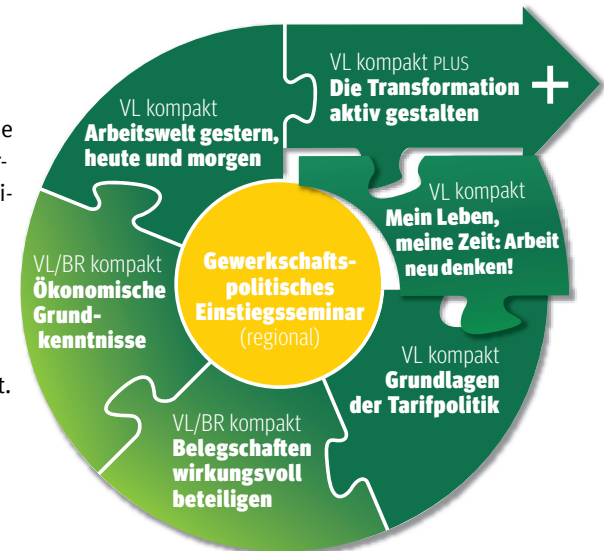 VL kompakt PLUS
Die Transformation
aktiv gestalten
+
VL kompakt
Arbeitswelt gestern,
heute und morgen
VL kompakt
Mein Leben,
meine Zeit: Arbeit
neu denken!
VL/BR kompakt
Ökonomische
Grund-
kenntnisse
Gewerkschafts-
politisches
Einstiegsseminar
(regional)
VL kompakt
Grundlagen
der Tarifpolitik
VL/BR kompakt
Belegschaften
wirkungsvoll
beteiligen